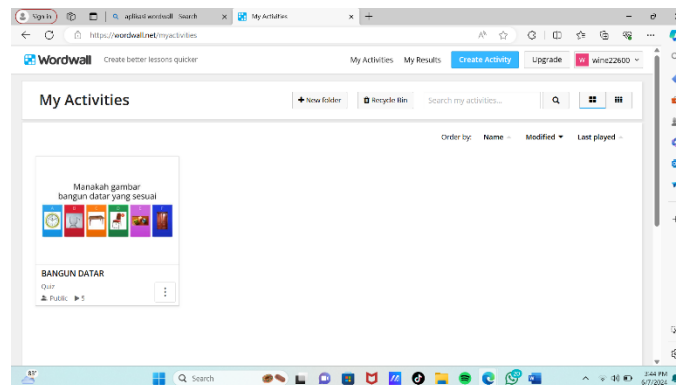 Sign in
aplikasi wordwall - Search
My Activities
https://wordwall.net/myactivities
Wordwall
Create better lessons quicker
My Activities
My Results
Create Activity
Upgrade
W
wine22600
My Activities
New folder
Recycle Bin
Search my activities...
Order by: Name Modified Last played
Manakah gambar
bangun datar yang sesuai
BANGUN DATAR
Quiz
Public 5
83°
Search
3:44 PM
6/7/2024